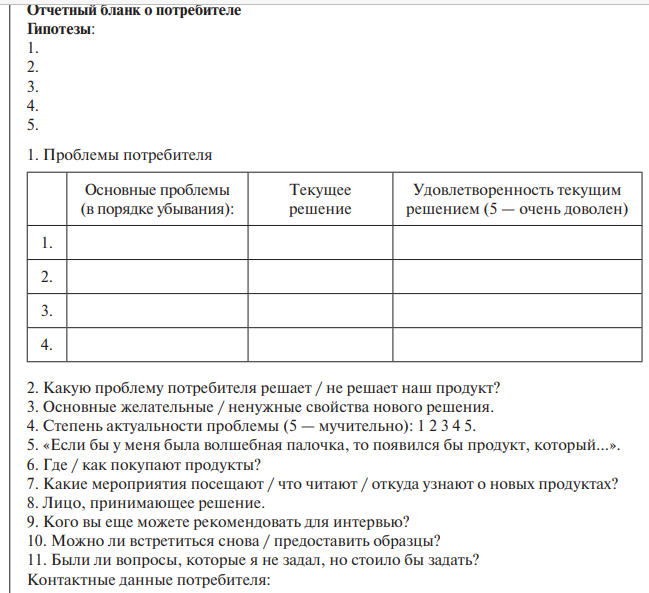 Отчетный бланк о потребителе
Гипотезы:
1.
2.
3.
4.
5.
1. Проблемы потребителя
Основные проблемы
(в порядке убывания):
Текущее
решение
Удовлетворенность текущим
решением (5 — очень доволен)
1.
2.
3.
4.
2. Какую проблему потребителя решает / не решает наш продукт?
3. Основные желательные / ненужные свойства нового решения.
4. Степень актуальности проблемы (5 — мучительно): 1 2 3 4 5.
5. «Если бы у меня была волшебная палочка, то появился бы продукт, который...».
6. Где / как покупают продукты?
7. Какие мероприятия посещают / что читают / откуда узнают о новых продуктах?
8. Лицо, принимающее решение.
9. Кого вы еще можете рекомендовать для интервью?
10. Можно ли встретиться снова / предоставить образцы?
11. Были ли вопросы, которые я не задал, но стоило бы задать?
Контактные данные потребителя: